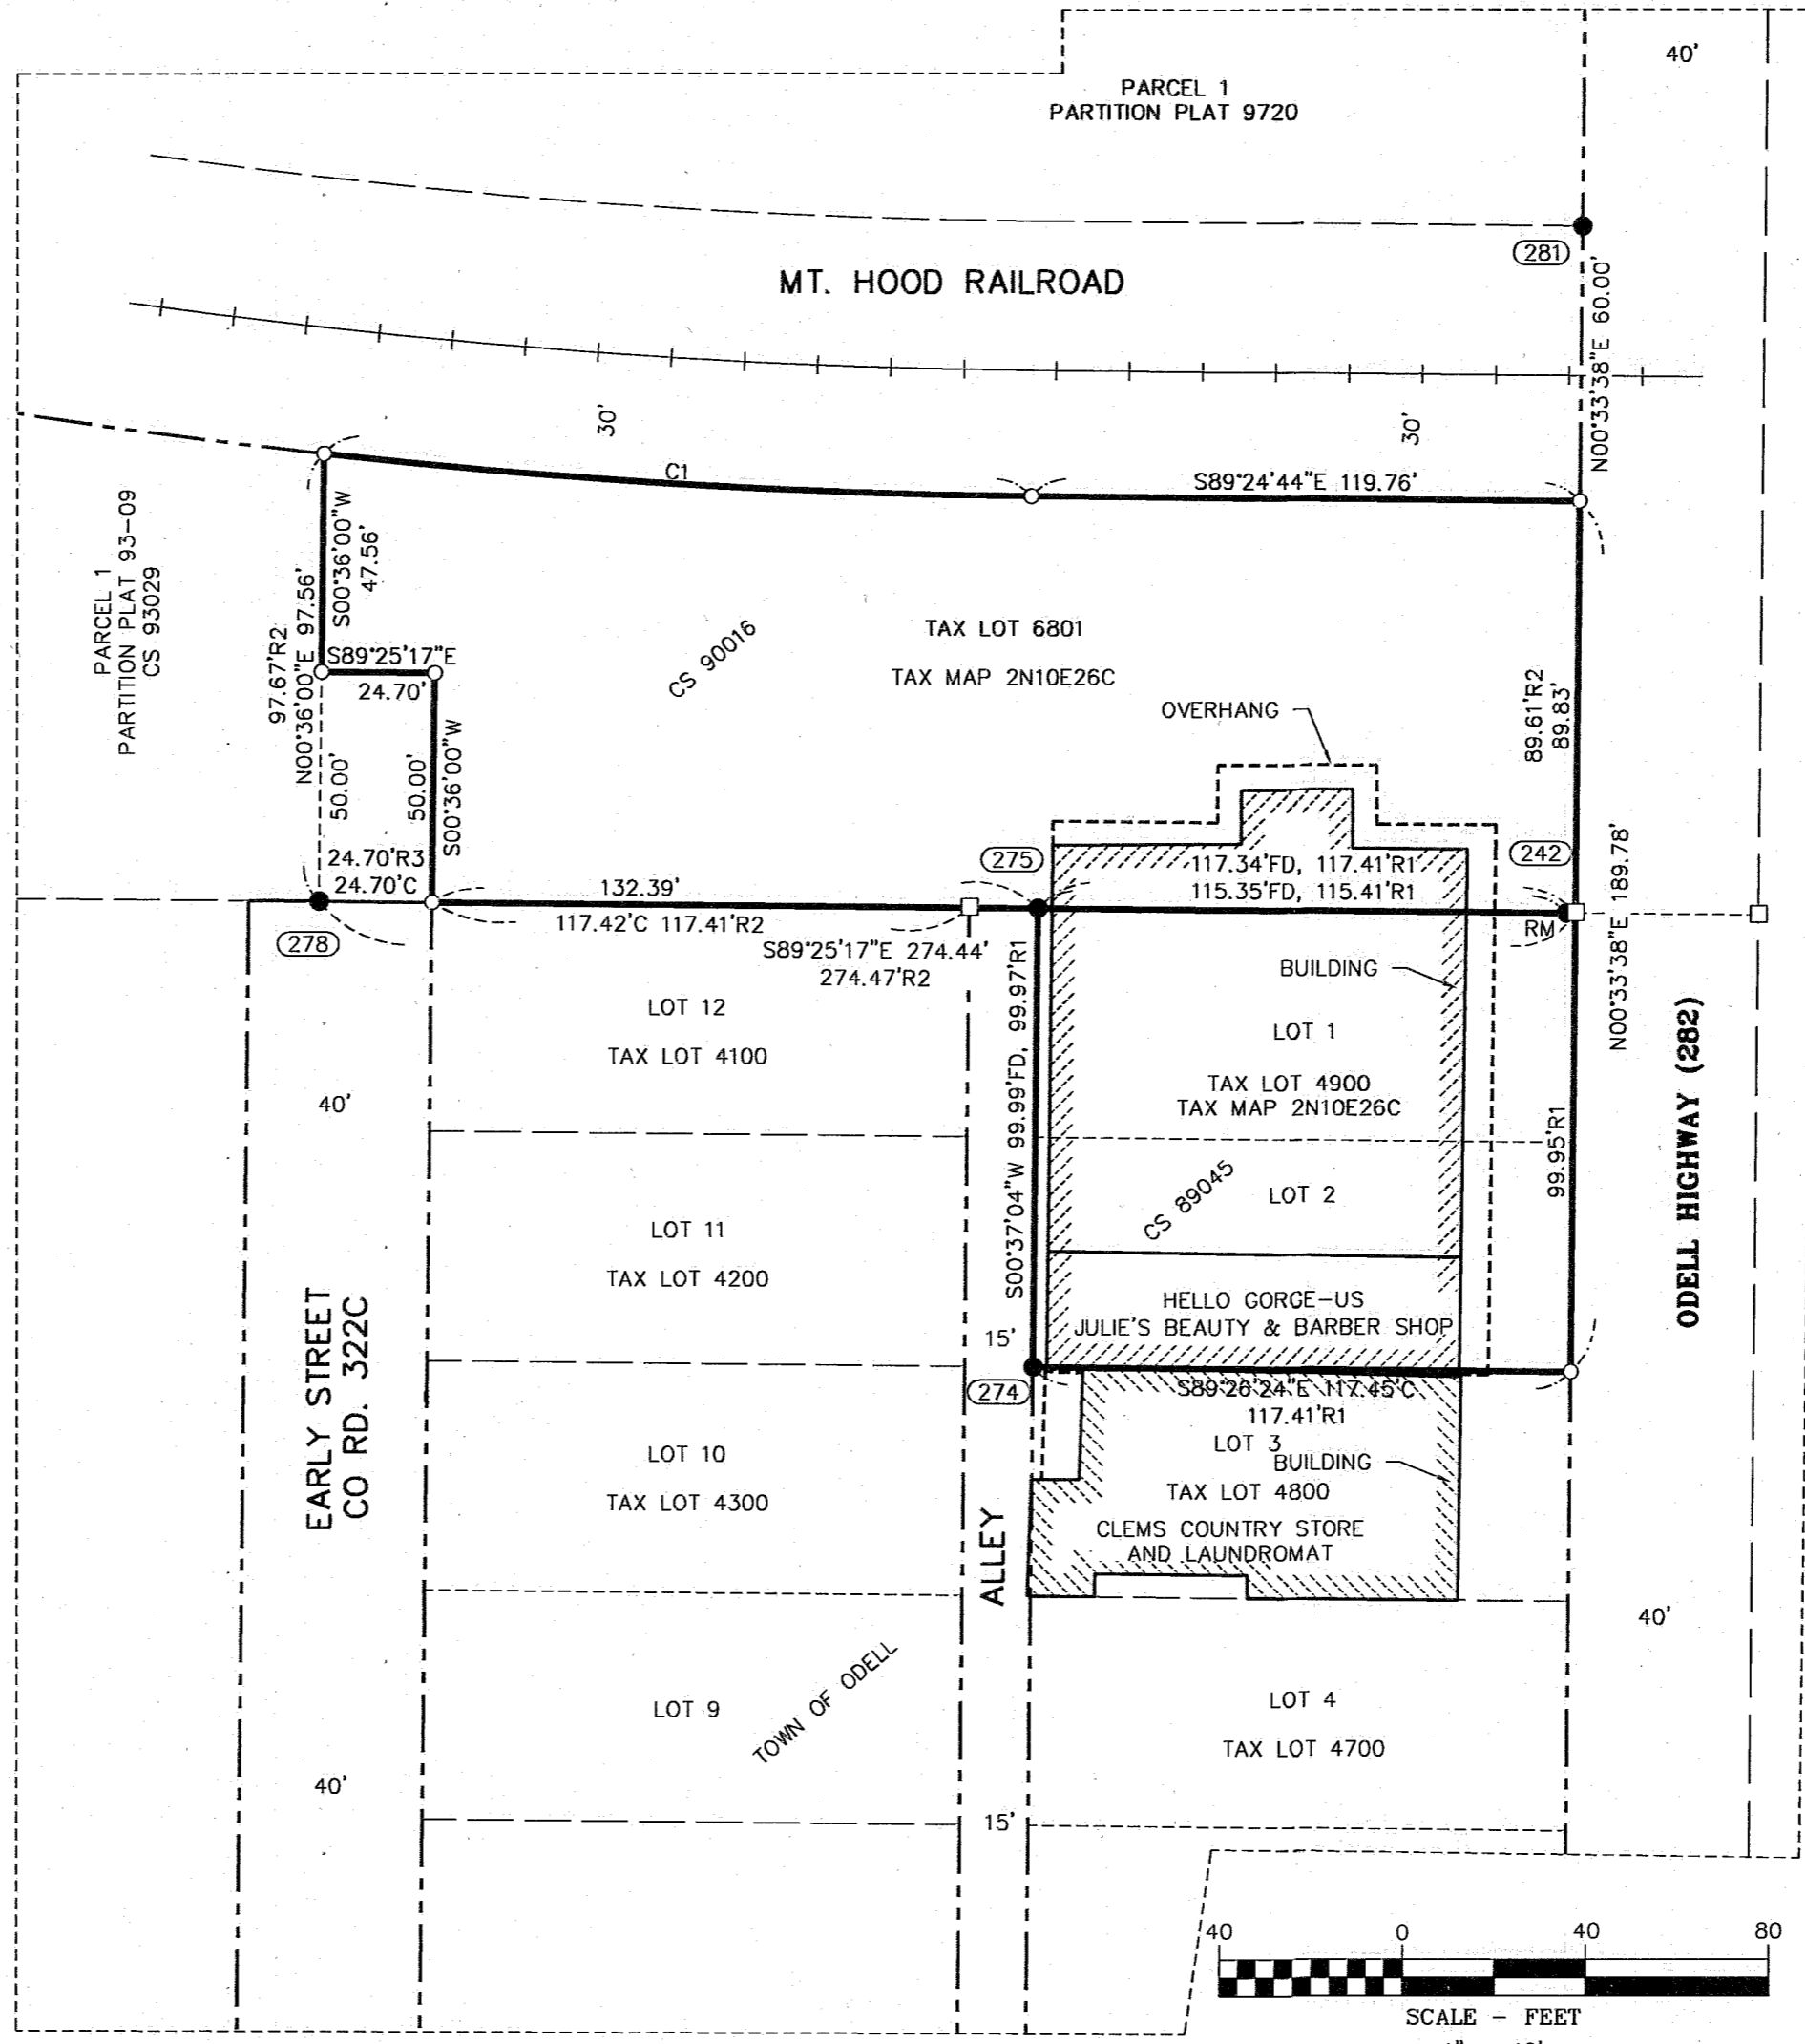 40'
PARCEL 1
PARTITION PLAT 9720
281
MT. HOOD RAILROAD
N00°33'38"E 60.00'
30'
30'
C1
S89°24'44"E 119.76'
PARCEL 1
PARTITION PLAT 93-09
CS 93029
97.67'R2
N00°36'00"E 97.56'
S00°36'00"W
47.56'
S89°25'17"E
24.70'
CS 90016
TAX LOT 6801
TAX MAP 2N10E26C
OVERHANG
89.61'R2
89.83'
50.00'
50.00'
S00°36'00"W
24.70'R3
24.70'C
278
132.39'
117.42'C 117.41'R2
S89°25'17"E 274.44'
274.47'R2
275
117.34'FD, 117.41'R1
115.35'FD, 115.41'R1
242
RM
N00°33'38"E 189.78'
BUILDING
LOT 12
TAX LOT 4100
S00°37'04"W 99.99'FD, 99.97'R1
LOT 1
TAX LOT 4900
TAX MAP 2N10E26C
40'
99.95'R1
ODELL HIGHWAY (282)
CS 89045
LOT 2
LOT 11
TAX LOT 4200
EARLY STREET
CO RD. 322C
HELLO GORGE-US
JULIE'S BEAUTY & BARBER SHOP
15'
274
S89°26'24"E 117.45'C
117.41'R1
LOT 3
BUILDING
TAX LOT 4800
CLEMS COUNTRY STORE
AND LAUNDROMAT
LOT 10
TAX LOT 4300
ALLEY
40'
LOT 9
TOWN OF ODELL
LOT 4
TAX LOT 4700
40'
15'
40 0 40 80
SCALE - FEET